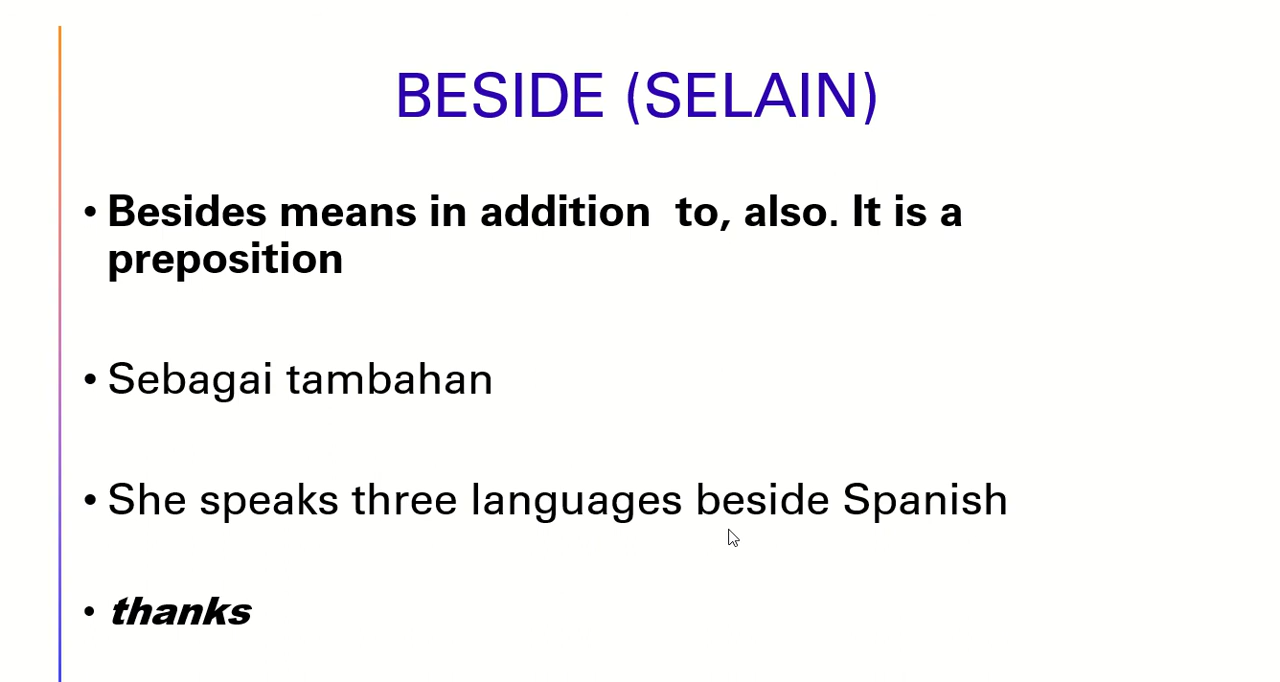 BESIDE (SELAIN)
• Besides means in addition  to, also. It is a
preposition
• Sebagai tambahan
• She speaks three languages beside Spanish
• thanks